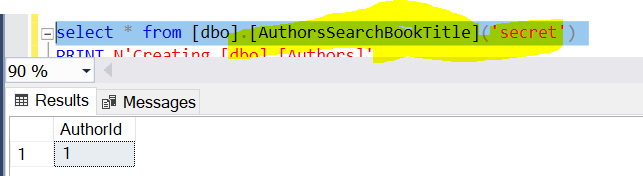 select * from [dbo].[AuthorsSearchBookTitle]('secret')
PRINT N'Creating [dbo].[Authors]'
90 %
Results Messages
AuthorId
1 1